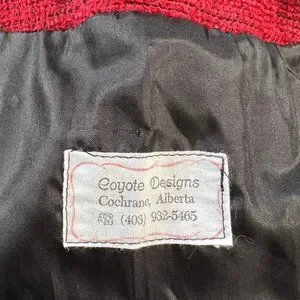 Coyote Designs
Cochrane, Alberta
(403) 932-5465